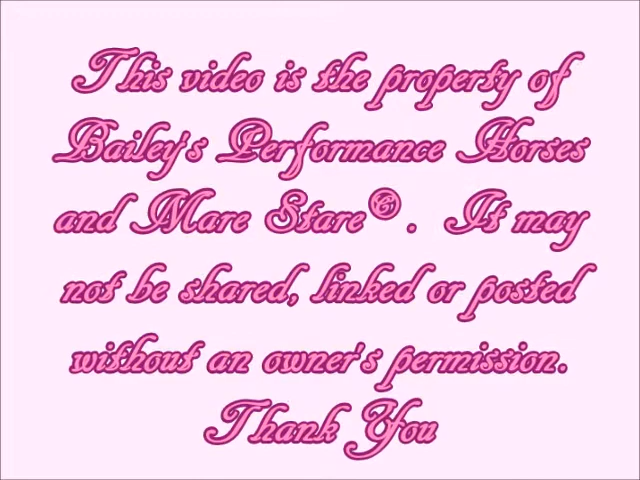 This video is the property of
Bailey's Performance Horses
and Mare Stare©. It may
not be shared, linked or posted
without an owner's permission.
Thank You